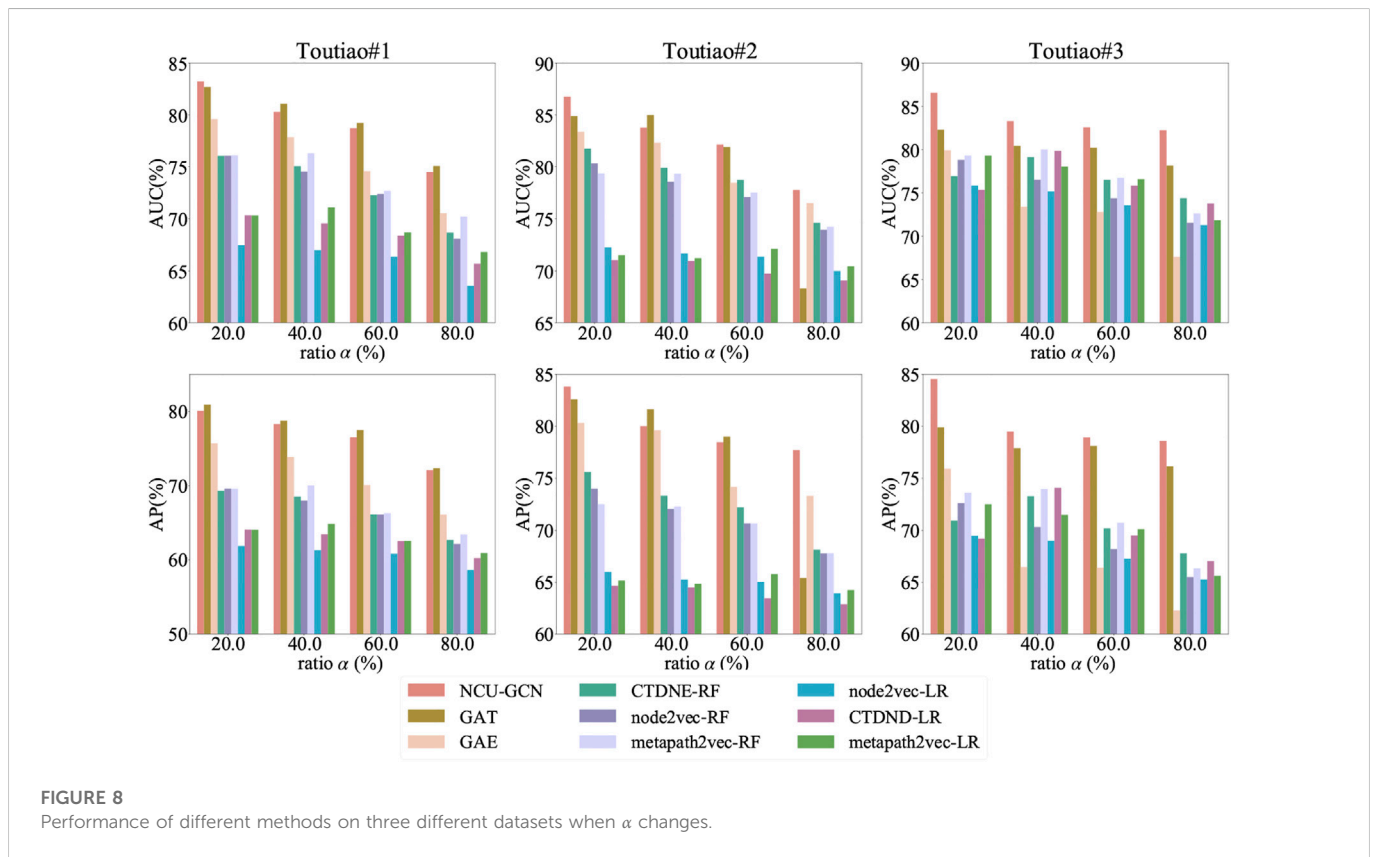 Toutiao#1 Toutiao#2 Toutiao#3
85 80 75 70 65 60
AUC(%)
20.0 40.0 60.0 80.0
ratio α (%)
90 85 80 75 70 65
AUC(%)
20.0 40.0 60.0 80.0
ratio α (%)
90 85 80 75 70 65 60
AUC(%)
20.0 40.0 60.0 80.0
ratio α (%)
80 70 60 50
AP(%)
20.0 40.0 60.0 80.0
ratio α (%)
85 80 75 70 65 60
AP(%)
20.0 40.0 60.0 80.0
ratio α (%)
85 80 75 70 65 60
AP(%)
20.0 40.0 60.0 80.0
ratio α (%)
NCU-GCN CTDNE-RF node2vec-LR
GAT node2vec-RF CTDND-LR
GAE metapath2vec-RF metapath2vec-LR
FIGURE 8
Performance of different methods on three different datasets when α changes.